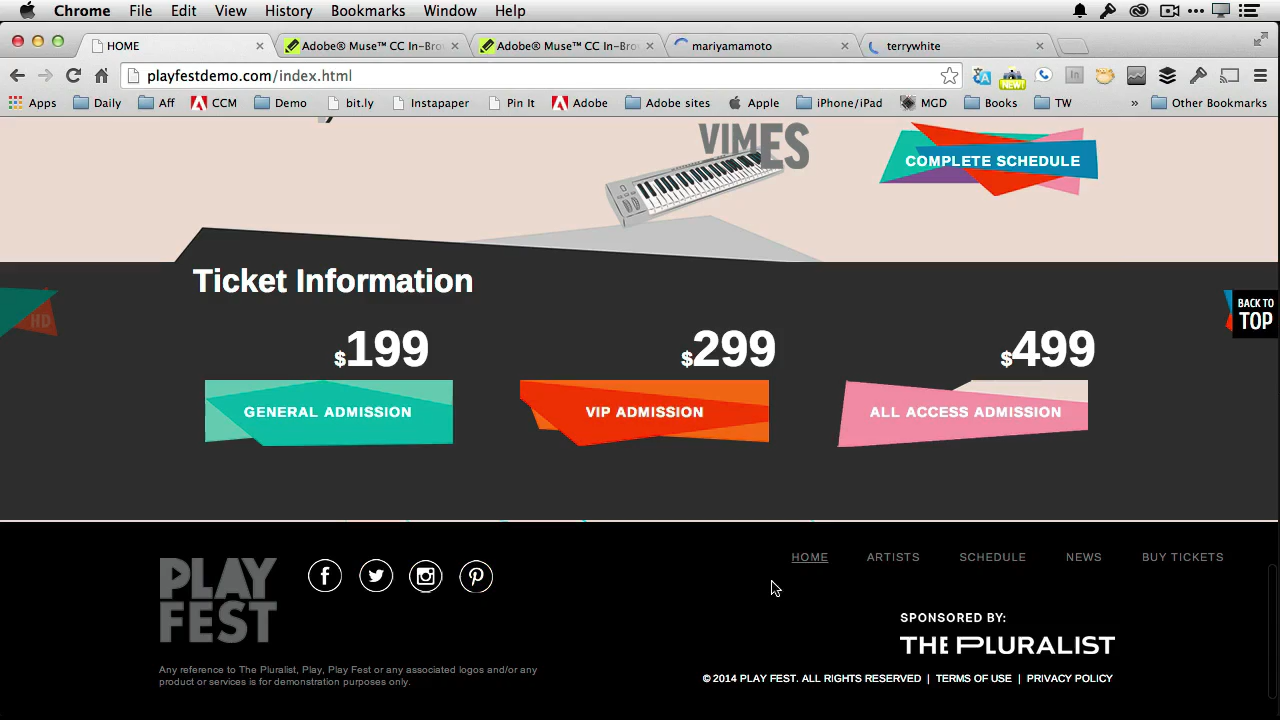 Chrome File Edit View History Bookmarks Window Help
HOME
Adobe® Muse™ CC In-Bro
Adobe® Muse™ CC In-Bro
mariyamamoto
terrywhite
playfestdemo.com/index.html
NEW!
Apps Daily Aff CCM Demo bit.ly Instapaper Pin It Adobe Adobe sites Apple iPhone/iPad MGD Books TW » Other Bookmarks
VIMES
COMPLETE SCHEDULE
Ticket Information
HD
BACK TO
TOP
$199 $299 $499
GENERAL ADMISSION VIP ADMISSION ALL ACCESS ADMISSION
HOME ARTISTS SCHEDULE NEWS BUY TICKETS
PLAY
FEST
SPONSORED BY:
THE PLURALIST
Any reference to The Pluralist, Play, Play Fest or any associated logos and/or any
product or services is for demonstration purposes only.
© 2014 PLAY FEST. ALL RIGHTS RESERVED | TERMS OF USE | PRIVACY POLICY